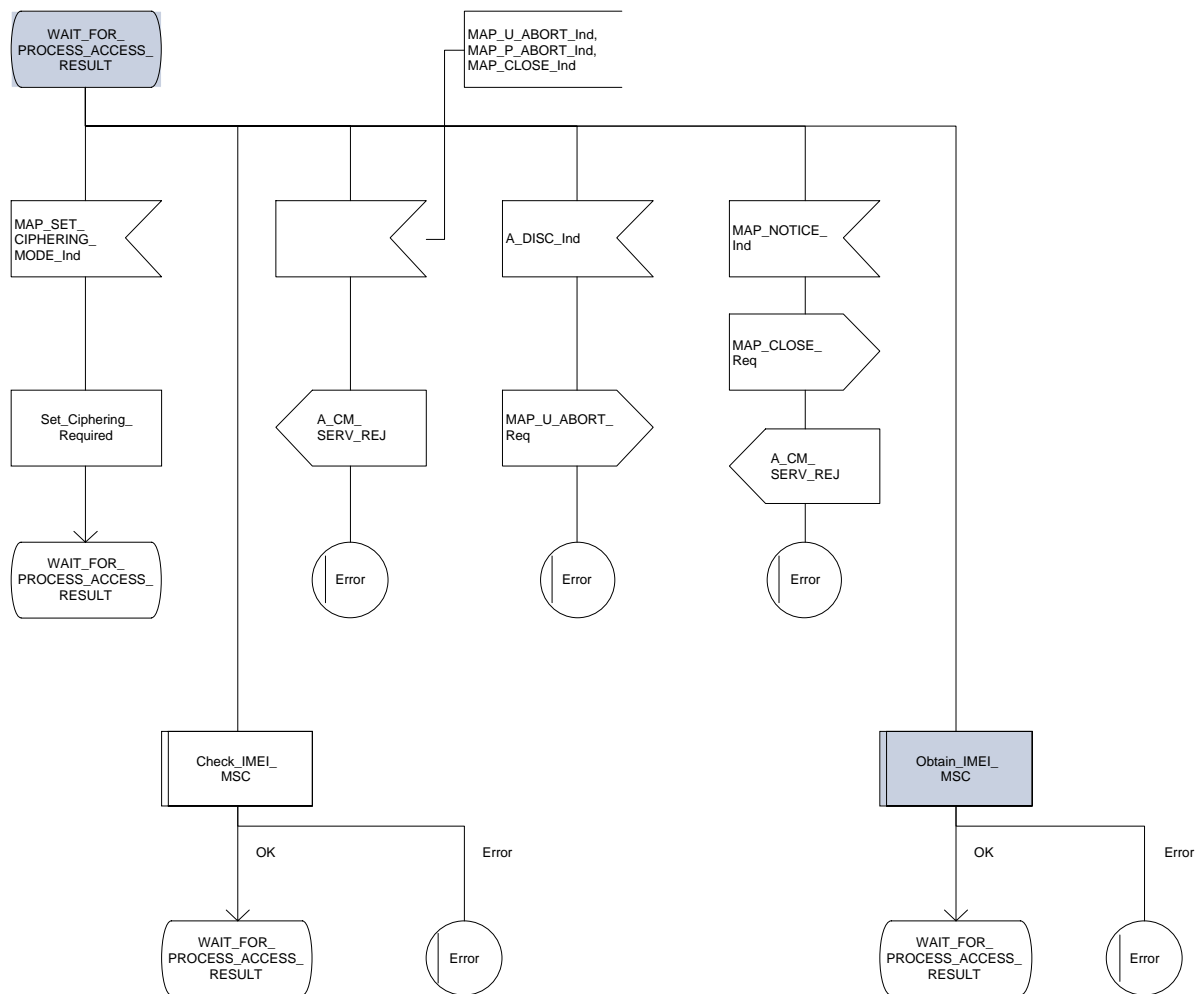 WAIT_FOR_
PROCESS_ACCESS_
RESULT
MAP_U_ABORT_Ind,
MAP_P_ABORT_Ind,
MAP_CLOSE_Ind
MAP_SET_
CIPHERING_
MODE_Ind
A_DISC_Ind
MAP_NOTICE_
Ind
MAP_CLOSE_
Req
Set_Ciphering_
Required
A_CM_
SERV_REJ
MAP_U_ABORT_
Req
A_CM_
SERV_REJ
WAIT_FOR_
PROCESS_ACCESS_
RESULT
Error
Error
Error
Check_IMEI_
MSC
Obtain_IMEI_
MSC
OK
Error
OK
Error
WAIT_FOR_
PROCESS_ACCESS_
RESULT
Error
WAIT_FOR_
PROCESS_ACCESS_
RESULT
Error